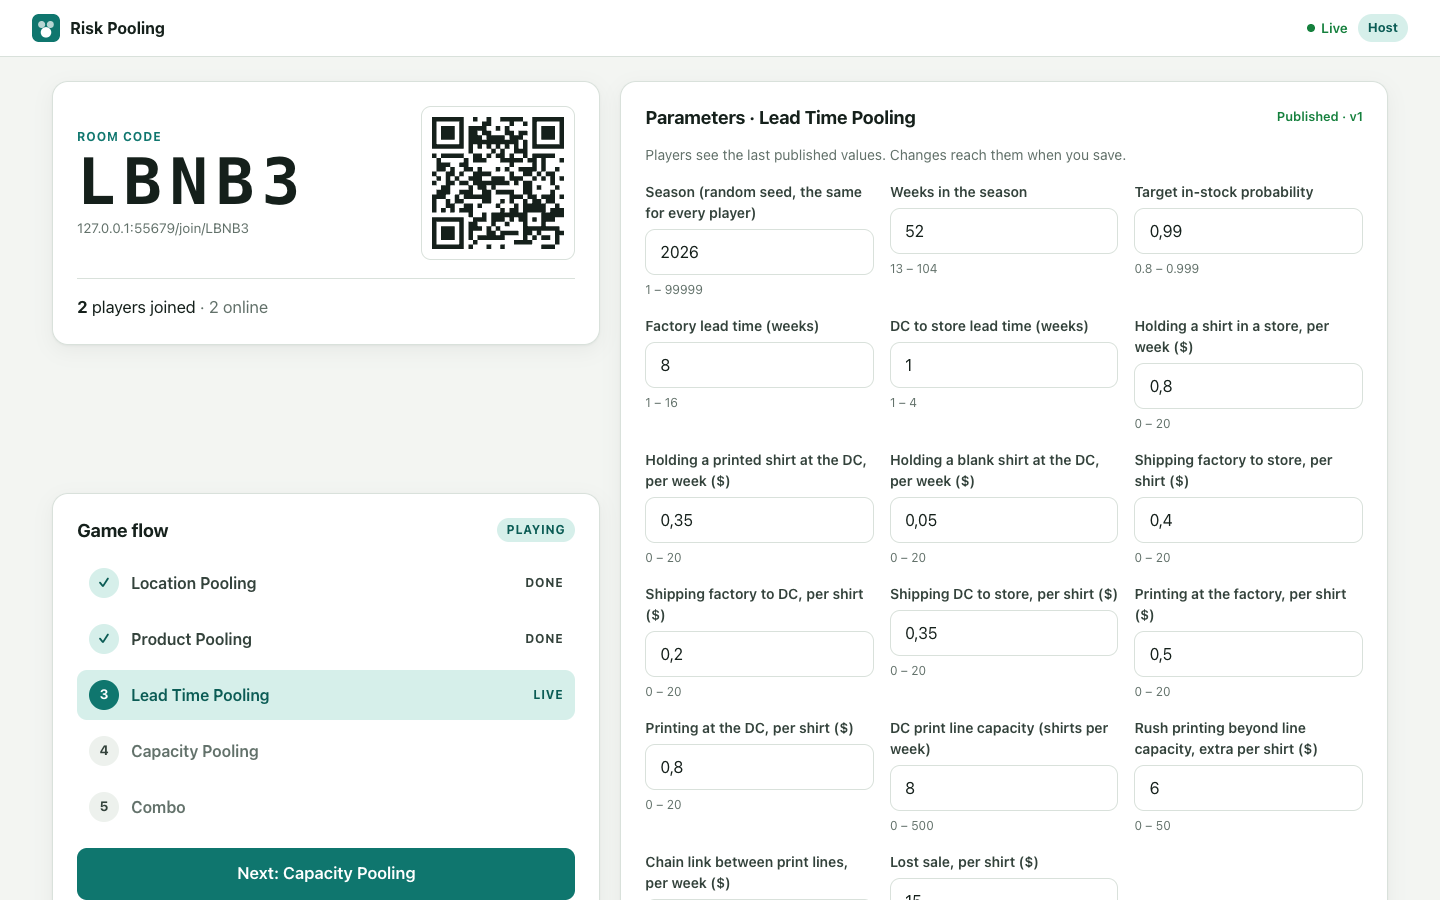 Risk Pooling
Live
Host
ROOM CODE
LBNB3
127.0.0.1:55679/join/LBNB3
2 players joined · 2 online
Game flow
PLAYING
Location Pooling
DONE
Product Pooling
DONE
3
Lead Time Pooling
LIVE
4
Capacity Pooling
5
Combo
Next: Capacity Pooling
Parameters · Lead Time Pooling
Published · v1
Players see the last published values. Changes reach them when you save.
Season (random seed, the same
for every player)
2026
1 – 99999
Weeks in the season
52
13 – 104
Target in-stock probability
0,99
0.8 – 0.999
Factory lead time (weeks)
8
1 – 16
DC to store lead time (weeks)
1
1 – 4
Holding a shirt in a store, per
week ($)
0,8
0 – 20
Holding a printed shirt at the DC,
per week ($)
0,35
0 – 20
Holding a blank shirt at the DC,
per week ($)
0,05
0 – 20
Shipping factory to store, per
shirt ($)
0,4
0 – 20
Shipping factory to DC, per shirt
($)
0,2
0 – 20
Shipping DC to store, per shirt ($)
0,35
0 – 20
Printing at the factory, per shirt
($)
0,5
0 – 20
Printing at the DC, per shirt ($)
0,8
0 – 20
DC print line capacity (shirts per
week)
8
0 – 500
Rush printing beyond line
capacity, extra per shirt ($)
6
0 – 50
Chain link between print lines,
per week ($)
Lost sale, per shirt ($)
15